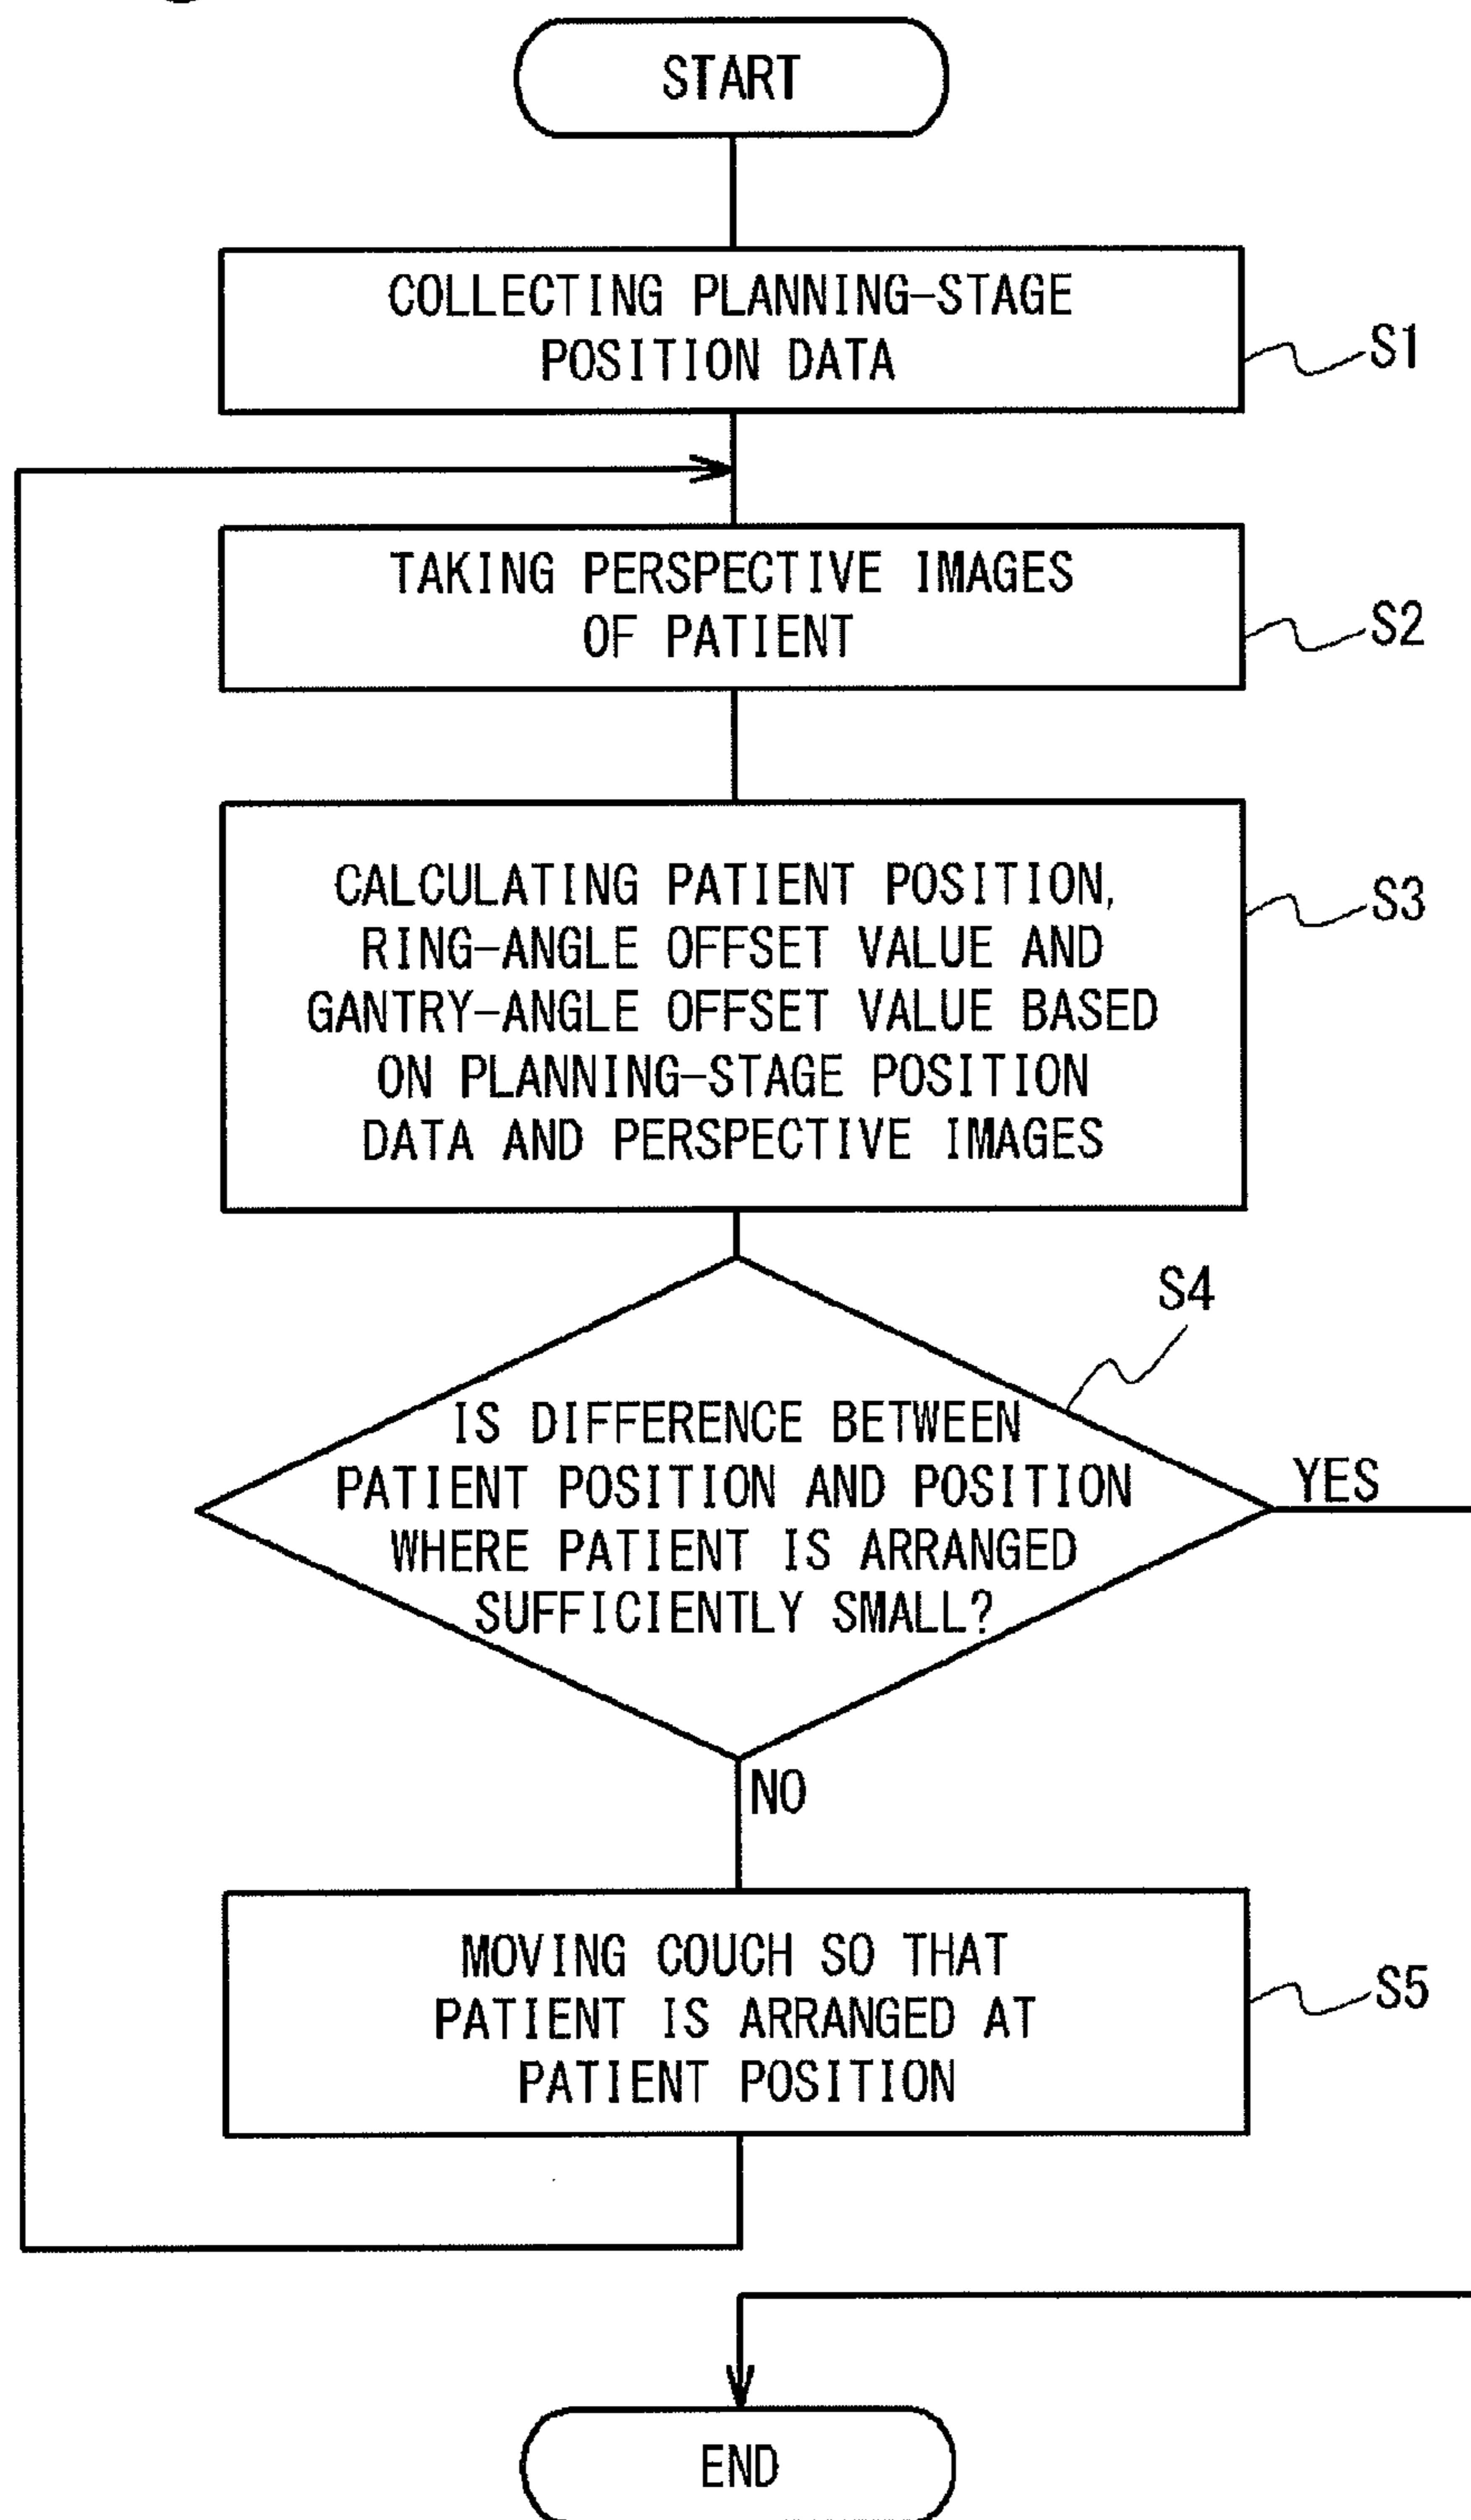 START
COLLECTING PLANNING-STAGE
POSITION DATA
S1
TAKING PERSPECTIVE IMAGES
OF PATIENT
S2
CALCULATING PATIENT POSITION,
RING-ANGLE OFFSET VALUE AND
GANTRY-ANGLE OFFSET VALUE BASED
ON PLANNING-STAGE POSITION
DATA AND PERSPECTIVE IMAGES
S3
S4
IS DIFFERENCE BETWEEN
PATIENT POSITION AND POSITION
WHERE PATIENT IS ARRANGED
SUFFICIENTLY SMALL?
YES
NO
MOVING COUCH SO THAT
PATIENT IS ARRANGED AT
PATIENT POSITION
S5
END